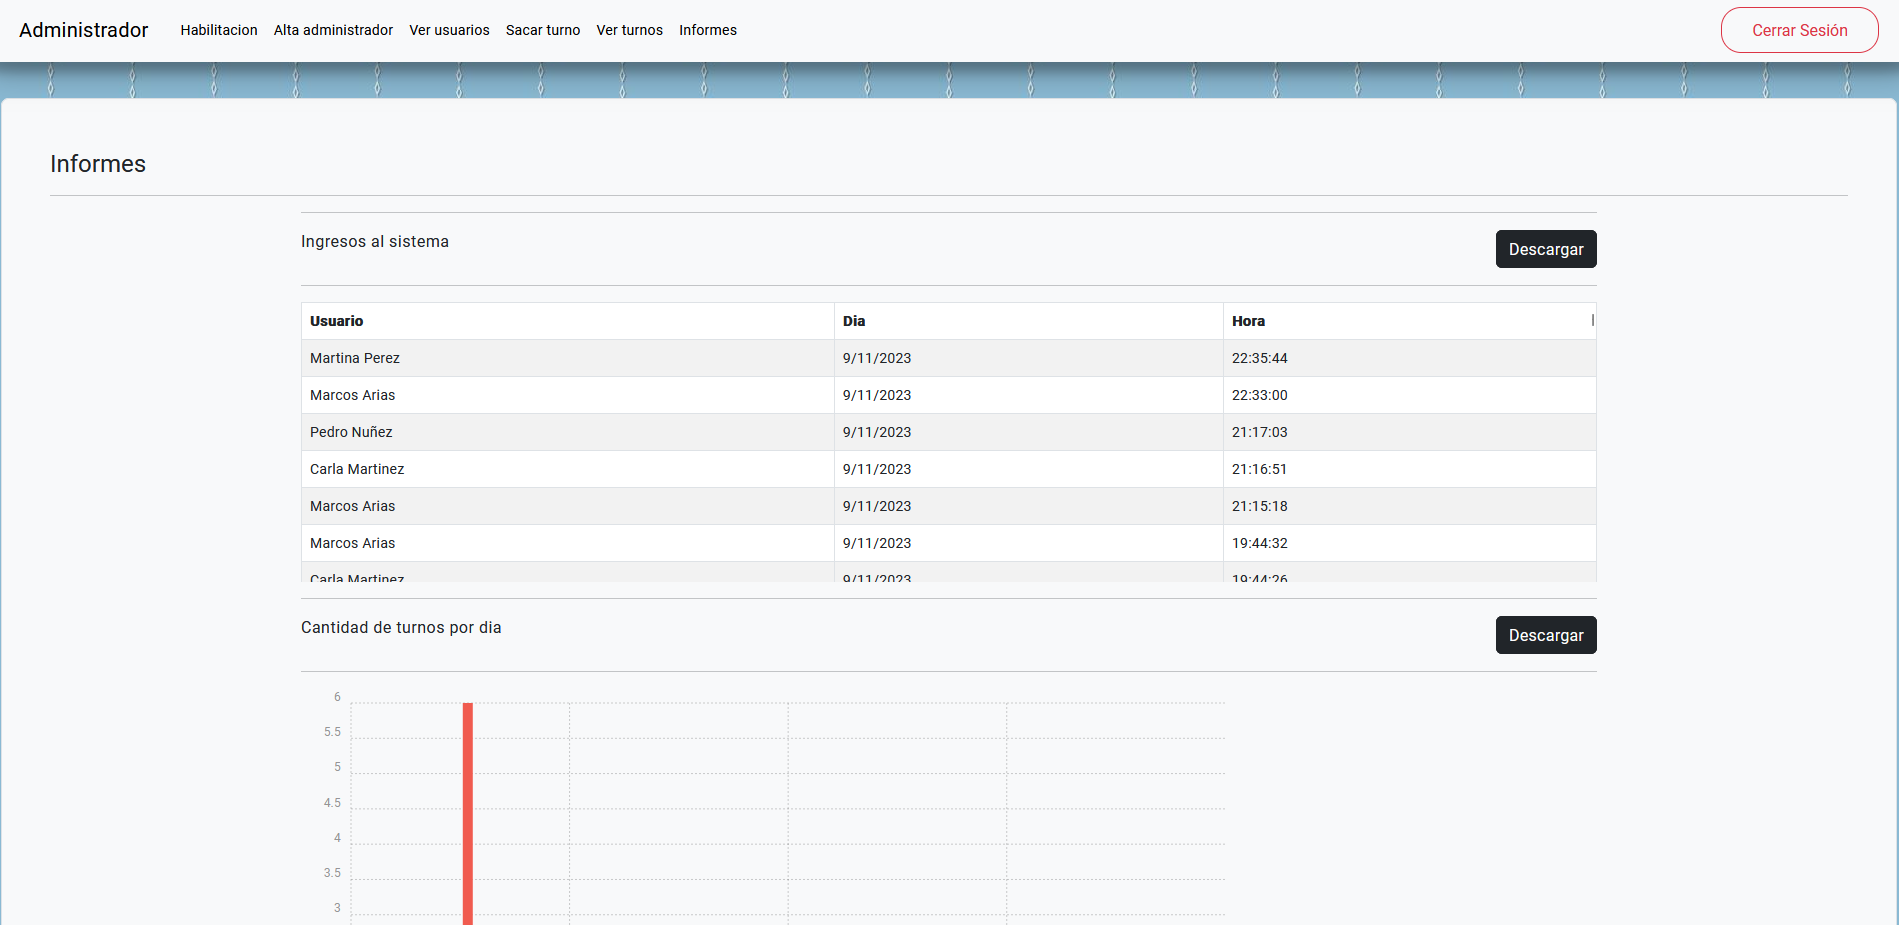 Administrador Habilitacion Alta administrador Ver usuarios Sacar turno Ver turnos Informes Cerrar Sesión
Informes
Ingresos al sistema Descargar
Usuario Dia Hora
Martina Perez 9/11/2023 22:35:44
Marcos Arias 9/11/2023 22:33:00
Pedro Nuñez 9/11/2023 21:17:03
Carla Martinez 9/11/2023 21:16:51
Marcos Arias 9/11/2023 21:15:18
Marcos Arias 9/11/2023 19:44:32
Carla Martinez 9/11/2023 19:44:26
Cantidad de turnos por dia Descargar
6
5.5
5
4.5
4
3.5
3